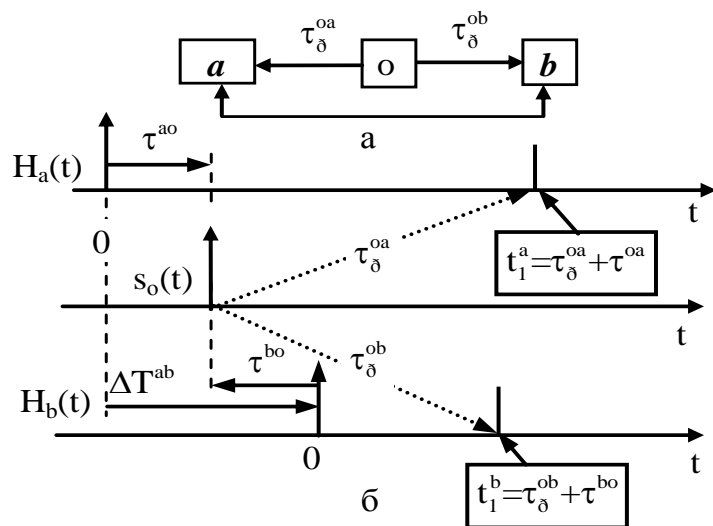 τ_ð^oa τ_ð^ob
a o b
а
τ^ao
H_a(t)
t
0
τ_ð^oa
t_1^a=τ_ð^oa+τ^oa
s_o(t)
t
τ^bo τ_ð^ob
ΔT^ab
H_b(t)
t
0
t_1^b=τ_ð^ob+τ^bo
б